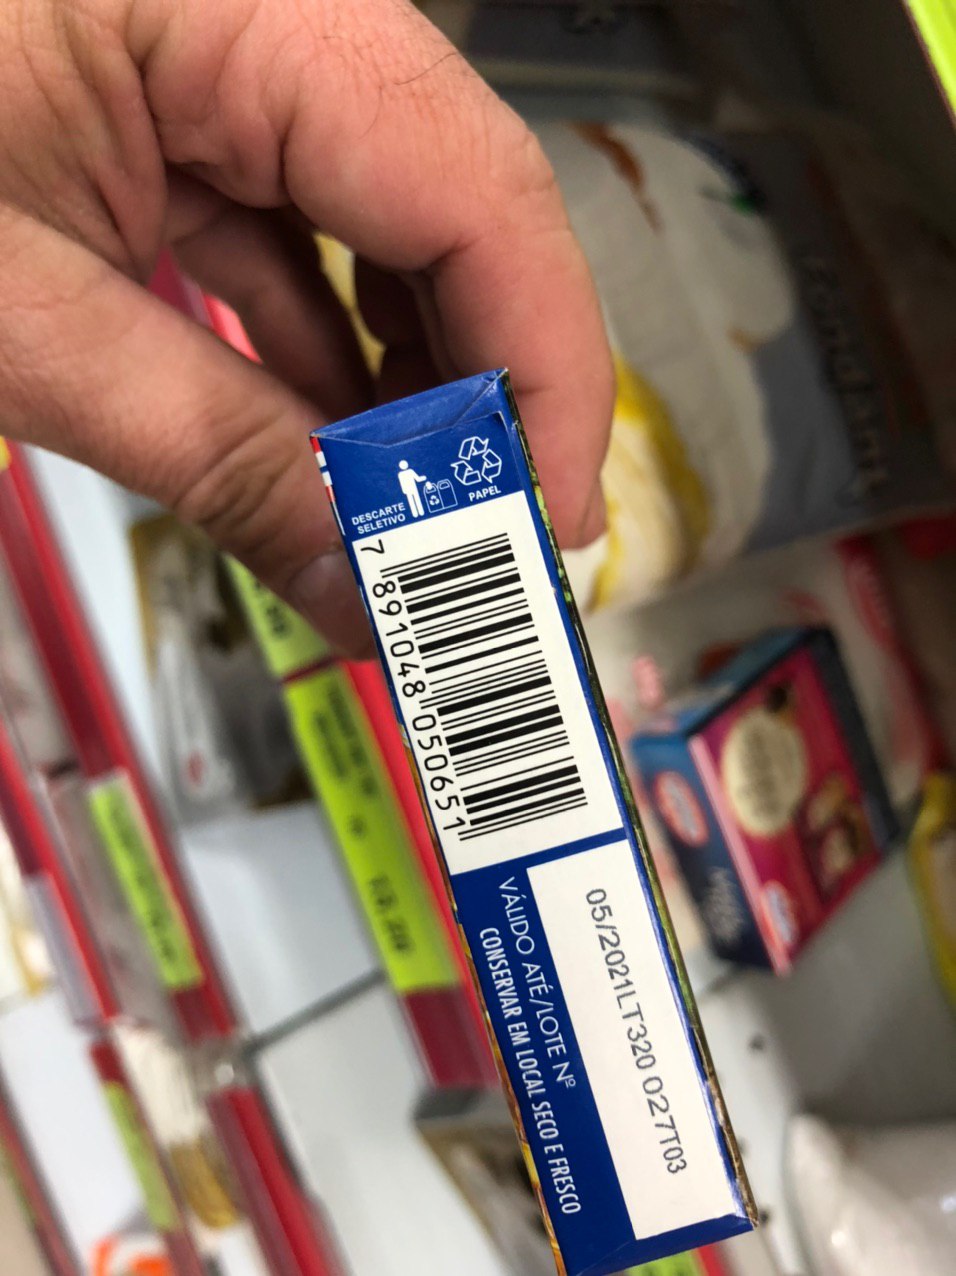 DESCARTE
SELETIVO
PAPEL
7 891048 050651
VÁLIDO ATÉ/LOTE Nº
CONSERVAR EM LOCAL SECO E FRESCO
05/2021LT320 027T03